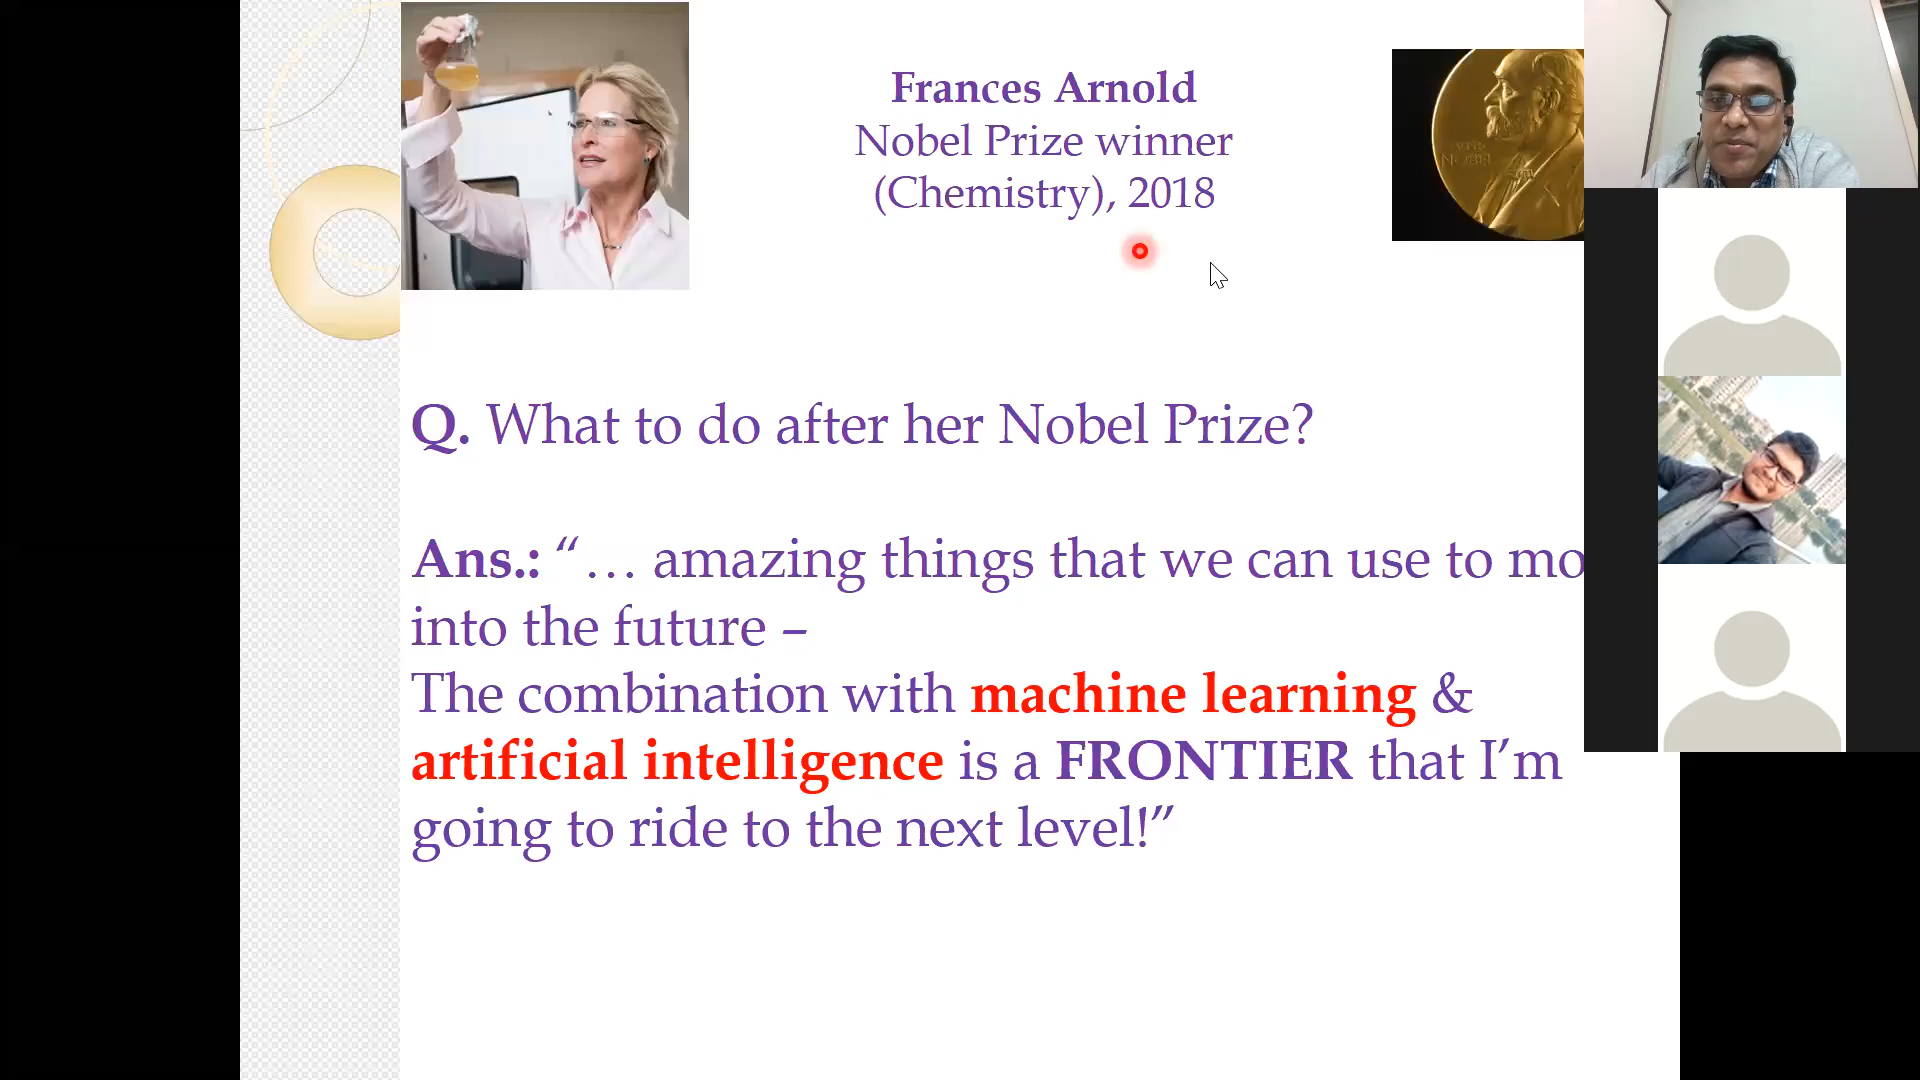 Frances Arnold
Nobel Prize winner
(Chemistry), 2018
Q. What to do after her Nobel Prize?
Ans.: “… amazing things that we can use to mo
into the future –
The combination with machine learning &
artificial intelligence is a FRONTIER that I’m
going to ride to the next level!”